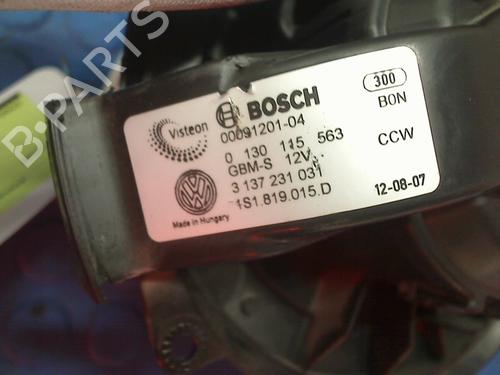 Visteon
BOSCH
300
00091201-04
BON
0 130 115 563
GBM-S 12V
CCW
3 137 231 031
1S1.819.015.D
12-08-07
Made in Hungary
B-PARTS